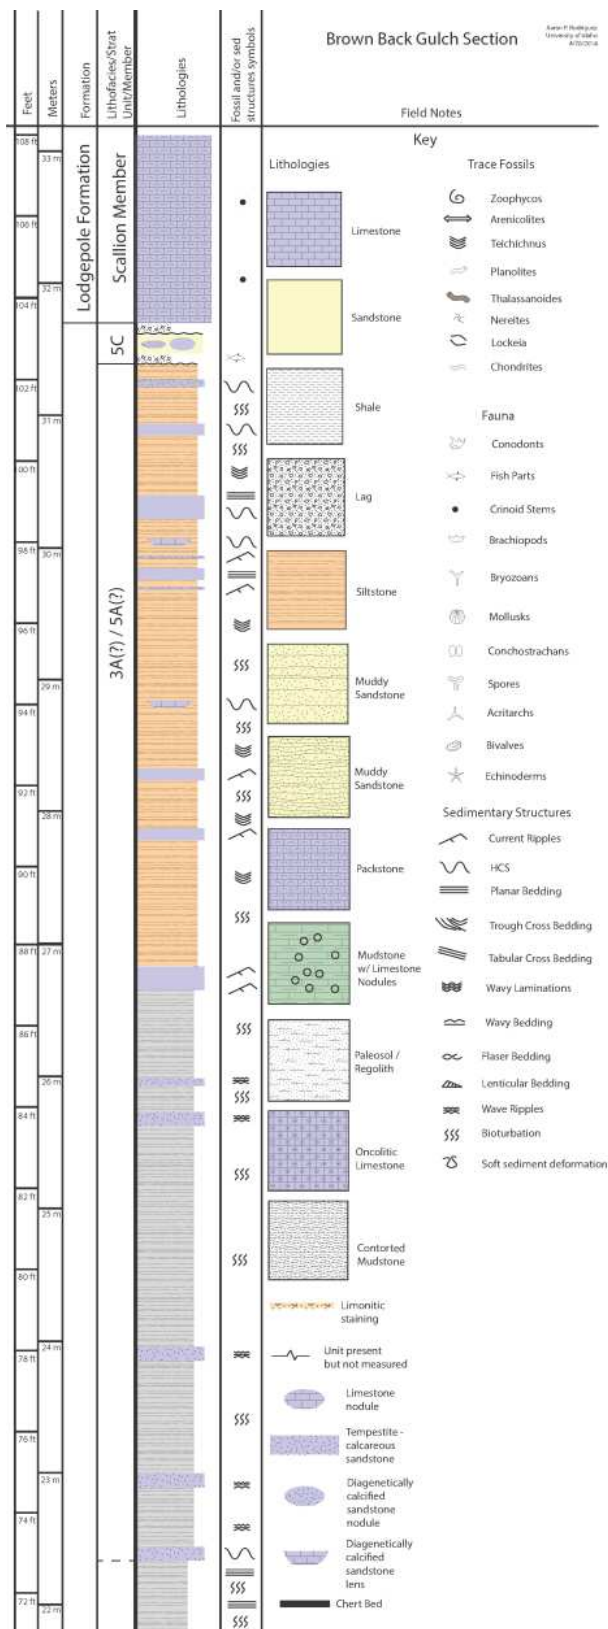 Brown Back Gulch Section
Aaron P. Rodriguez
University of Idaho
Feet
Meters
Formation
Lithofacies/Strat
Unit/Member
Lithologies
Fossil and/or sed
structures symbols
Field Notes
108 ft
33 m
106 ft
32 m
104 ft
102 ft
31 m
100 ft
98 ft
30 m
96 ft
29 m
94 ft
92 ft
28 m
90 ft
88 ft
27 m
86 ft
26 m
84 ft
82 ft
25 m
80 ft
24 m
78 ft
76 ft
23 m
74 ft
72 ft
22 m
Lodgepole Formation
Scallion Member
5C
3A(?) / 5A(?)
Key
Lithologies
Limestone
Sandstone
Shale
Lag
Siltstone
Muddy
Sandstone
Muddy
Sandstone
Packstone
Mudstone
w/ Limestone
Nodules
Paleosol /
Regolith
Oncolitic
Limestone
Contorted
Mudstone
Limonitic
staining
Unit present
but not measured
Limestone
nodule
Tempestite -
calcareous
sandstone
Diagenetically
calcified
sandstone
nodule
Diagenetically
calcified
sandstone
lens
Chert Bed
Trace Fossils
Zoophycos
Arenicolites
Teichichnus
Planolites
Thalassanoides
Nereites
Lockeia
Chondrites
Fauna
Conodonts
Fish Parts
Crinoid Stems
Brachiopods
Bryozoans
Mollusks
Conchostrachans
Spores
Acritarchs
Bivalves
Echinoderms
Sedimentary Structures
Current Ripples
HCS
Planar Bedding
Trough Cross Bedding
Tabular Cross Bedding
Wavy Laminations
Wavy Bedding
Flaser Bedding
Lenticular Bedding
Wave Ripples
Bioturbation
Soft sediment deformation